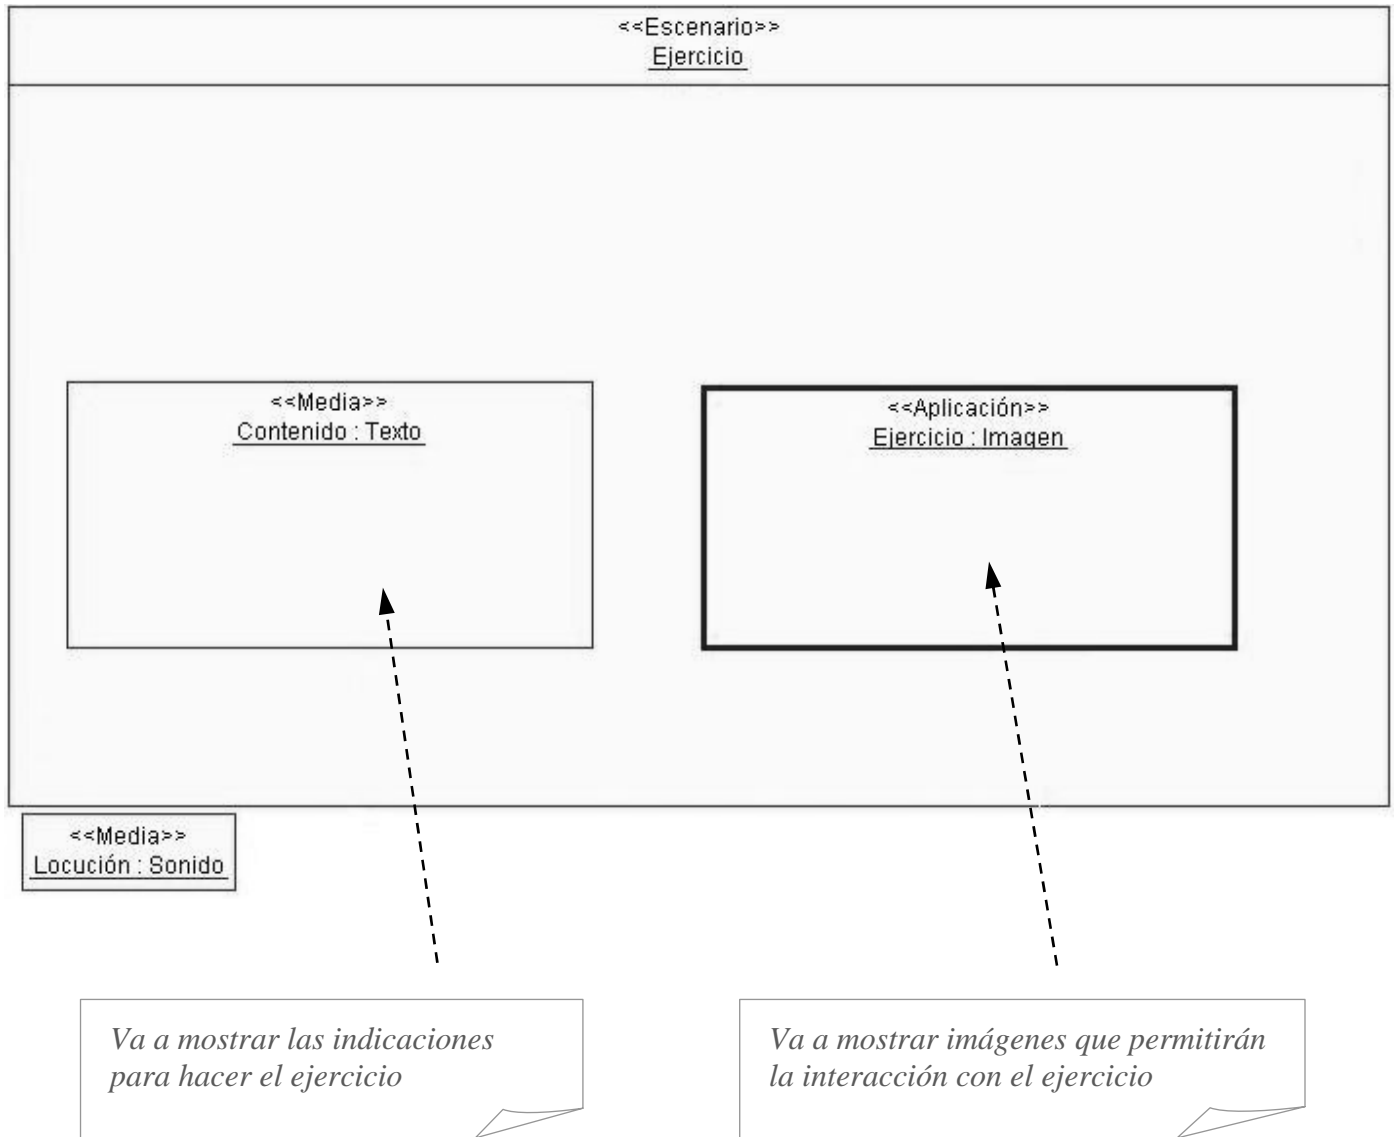 <<Escenario>>
Ejercicio
<<Media>>
Contenido : Texto
<<Aplicación>>
Ejercicio : Imagen
<<Media>>
Locución : Sonido
Va a mostrar las indicaciones
para hacer el ejercicio
Va a mostrar imágenes que permitirán
la interacción con el ejercicio